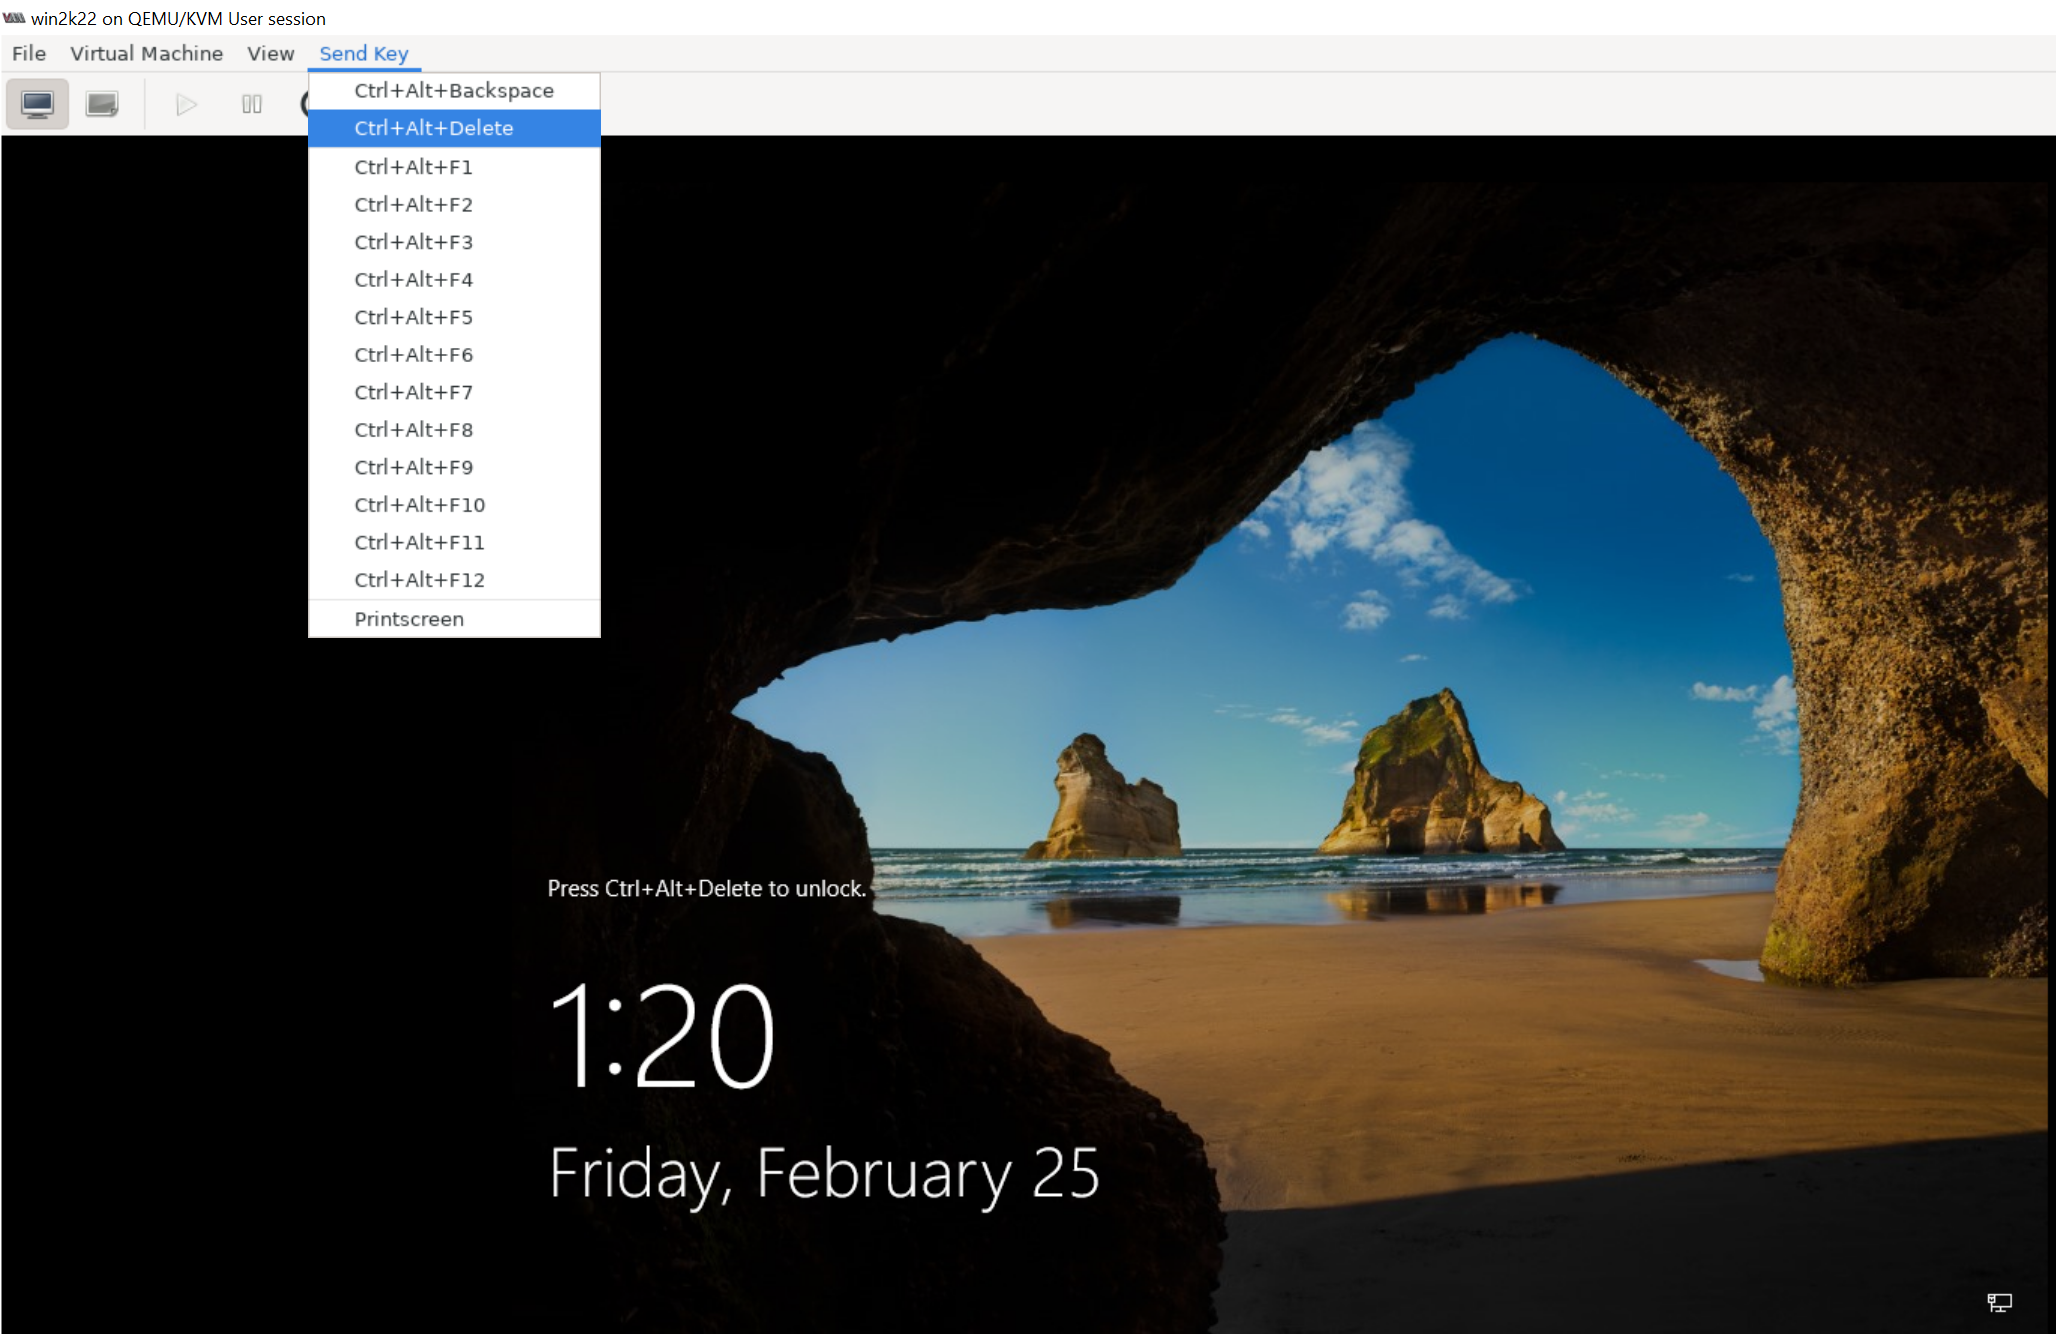 win2k22 on QEMU/KVM User session
File Virtual Machine View Send Key
Ctrl+Alt+Backspace
Ctrl+Alt+Delete
Ctrl+Alt+F1
Ctrl+Alt+F2
Ctrl+Alt+F3
Ctrl+Alt+F4
Ctrl+Alt+F5
Ctrl+Alt+F6
Ctrl+Alt+F7
Ctrl+Alt+F8
Ctrl+Alt+F9
Ctrl+Alt+F10
Ctrl+Alt+F11
Ctrl+Alt+F12
Printscreen
Press Ctrl+Alt+Delete to unlock.
1:20
Friday, February 25